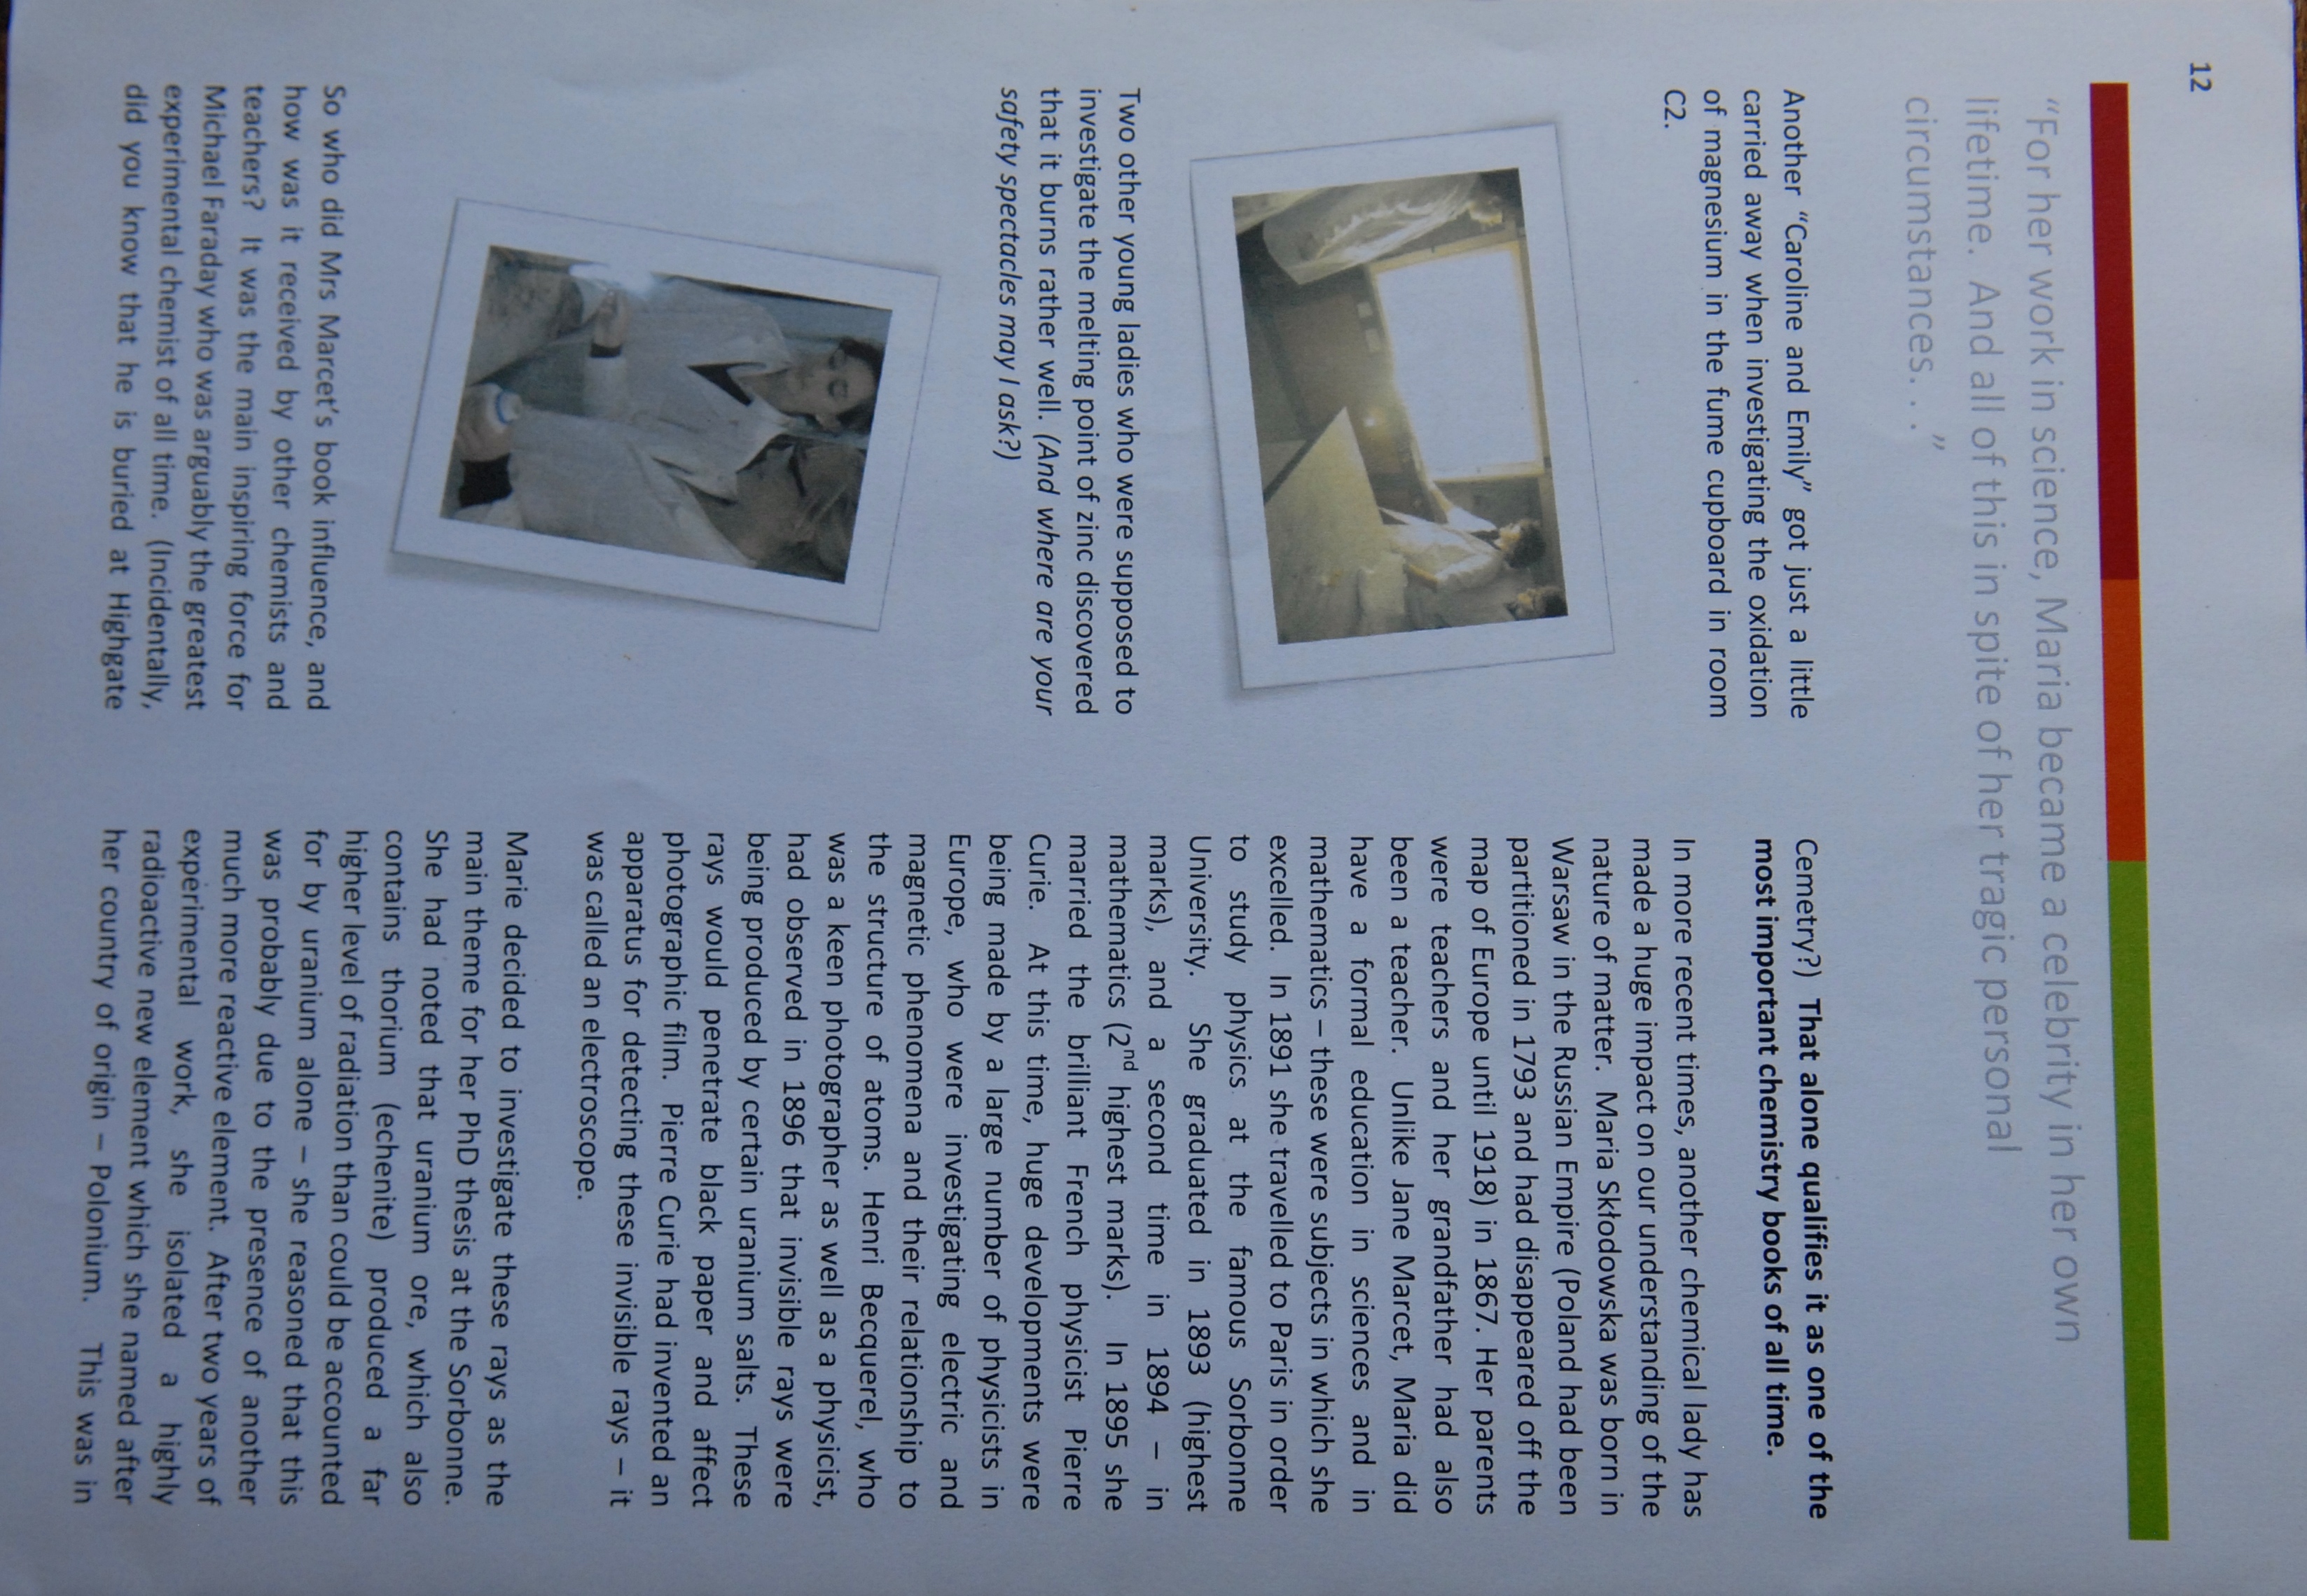 12
“For her work in science, Maria became a celebrity in her own
lifetime. And all of this in spite of her tragic personal
circumstances. . .”
Another “Caroline and Emily” got just a little
carried away when investigating the oxidation
of magnesium in the fume cupboard in room
C2.
Two other young ladies who were supposed to
investigate the melting point of zinc discovered
that it burns rather well. (And where are your
safety spectacles may I ask?)
So who did Mrs Marcet’s book influence, and
how was it received by other chemists and
teachers? It was the main inspiring force for
Michael Faraday who was arguably the greatest
experimental chemist of all time. (Incidentally,
did you know that he is buried at Highgate
Cemetry?) That alone qualifies it as one of the
most important chemistry books of all time.
In more recent times, another chemical lady has
made a huge impact on our understanding of the
nature of matter. Maria Skłodowska was born in
Warsaw in the Russian Empire (Poland had been
partitioned in 1793 and had disappeared off the
map of Europe until 1918) in 1867. Her parents
were teachers and her grandfather had also
been a teacher. Unlike Jane Marcet, Maria did
have a formal education in sciences and in
mathematics – these were subjects in which she
excelled. In 1891 she travelled to Paris in order
to study physics at the famous Sorbonne
University. She graduated in 1893 (highest
marks), and a second time in 1894 – in
mathematics (2nd highest marks). In 1895 she
married the brilliant French physicist Pierre
Curie. At this time, huge developments were
being made by a large number of physicists in
Europe, who were investigating electric and
magnetic phenomena and their relationship to
the structure of atoms. Henri Becquerel, who
was a keen photographer as well as a physicist,
had observed in 1896 that invisible rays were
being produced by certain uranium salts. These
rays would penetrate black paper and affect
photographic film. Pierre Curie had invented an
apparatus for detecting these invisible rays – it
was called an electroscope.
Marie decided to investigate these rays as the
main theme for her PhD thesis at the Sorbonne.
She had noted that uranium ore, which also
contains thorium (echenite) produced a far
higher level of radiation than could be accounted
for by uranium alone – she reasoned that this
was probably due to the presence of another
much more reactive element. After two years of
experimental work, she isolated a highly
radioactive new element which she named after
her country of origin – Polonium. This was in